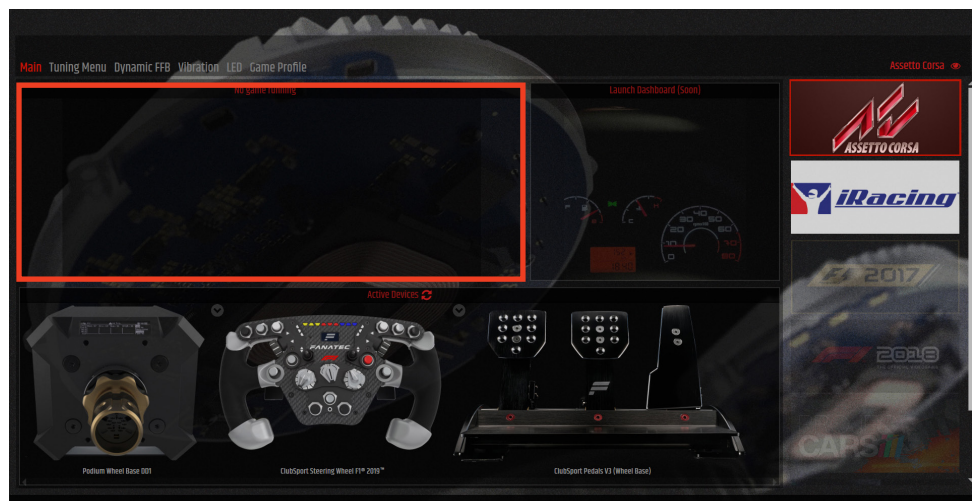 Main Tuning Menu Dynamic FFB Vibration LED Game Profile
Assetto Corsa
No game running
Launch Dashboard (Soon)
ASSETTO CORSA
iRacing
F1 2017
2018
CARS
Active Devices
FANATEC
Podium Wheel Base DD1
ClubSport Steering Wheel F1® 2019™
ClubSport Pedals V3 (Wheel Base)